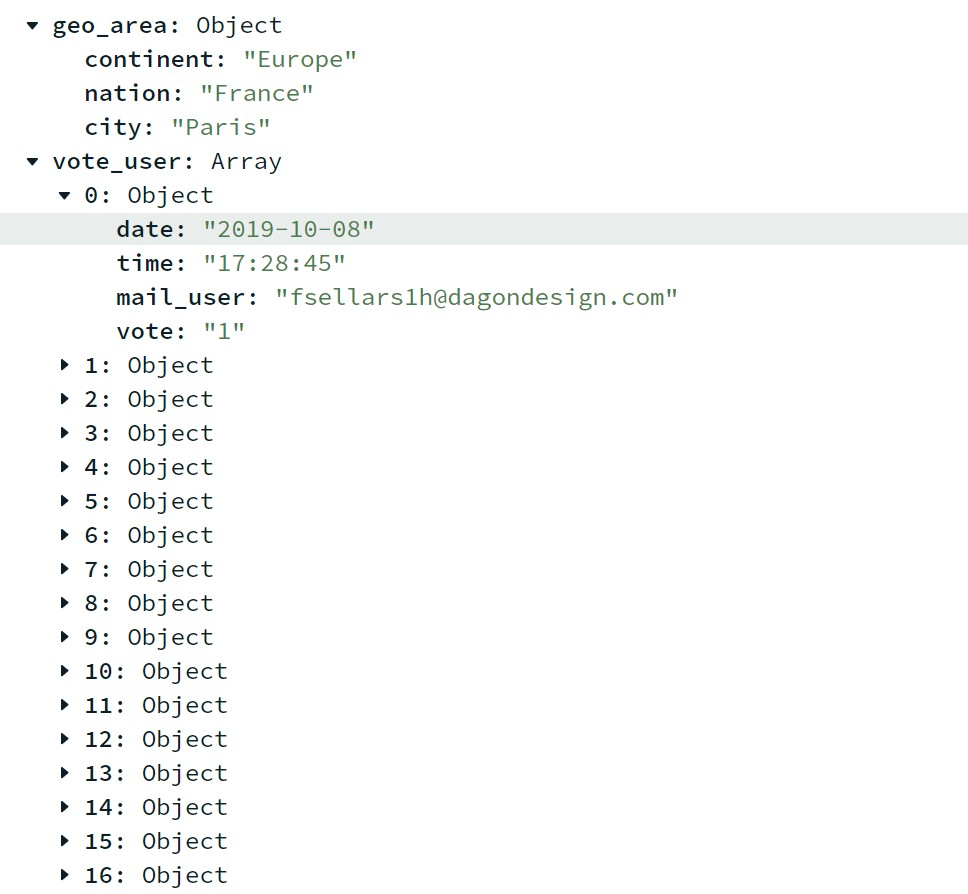 geo_area: Object
continent: "Europe"
nation: "France"
city: "Paris"
vote_user: Array
0: Object
date: "2019-10-08"
time: "17:28:45"
mail_user: "fsellars1h@dagondesign.com"
vote: "1"
1: Object
2: Object
3: Object
4: Object
5: Object
6: Object
7: Object
8: Object
9: Object
10: Object
11: Object
12: Object
13: Object
14: Object
15: Object
16: Object